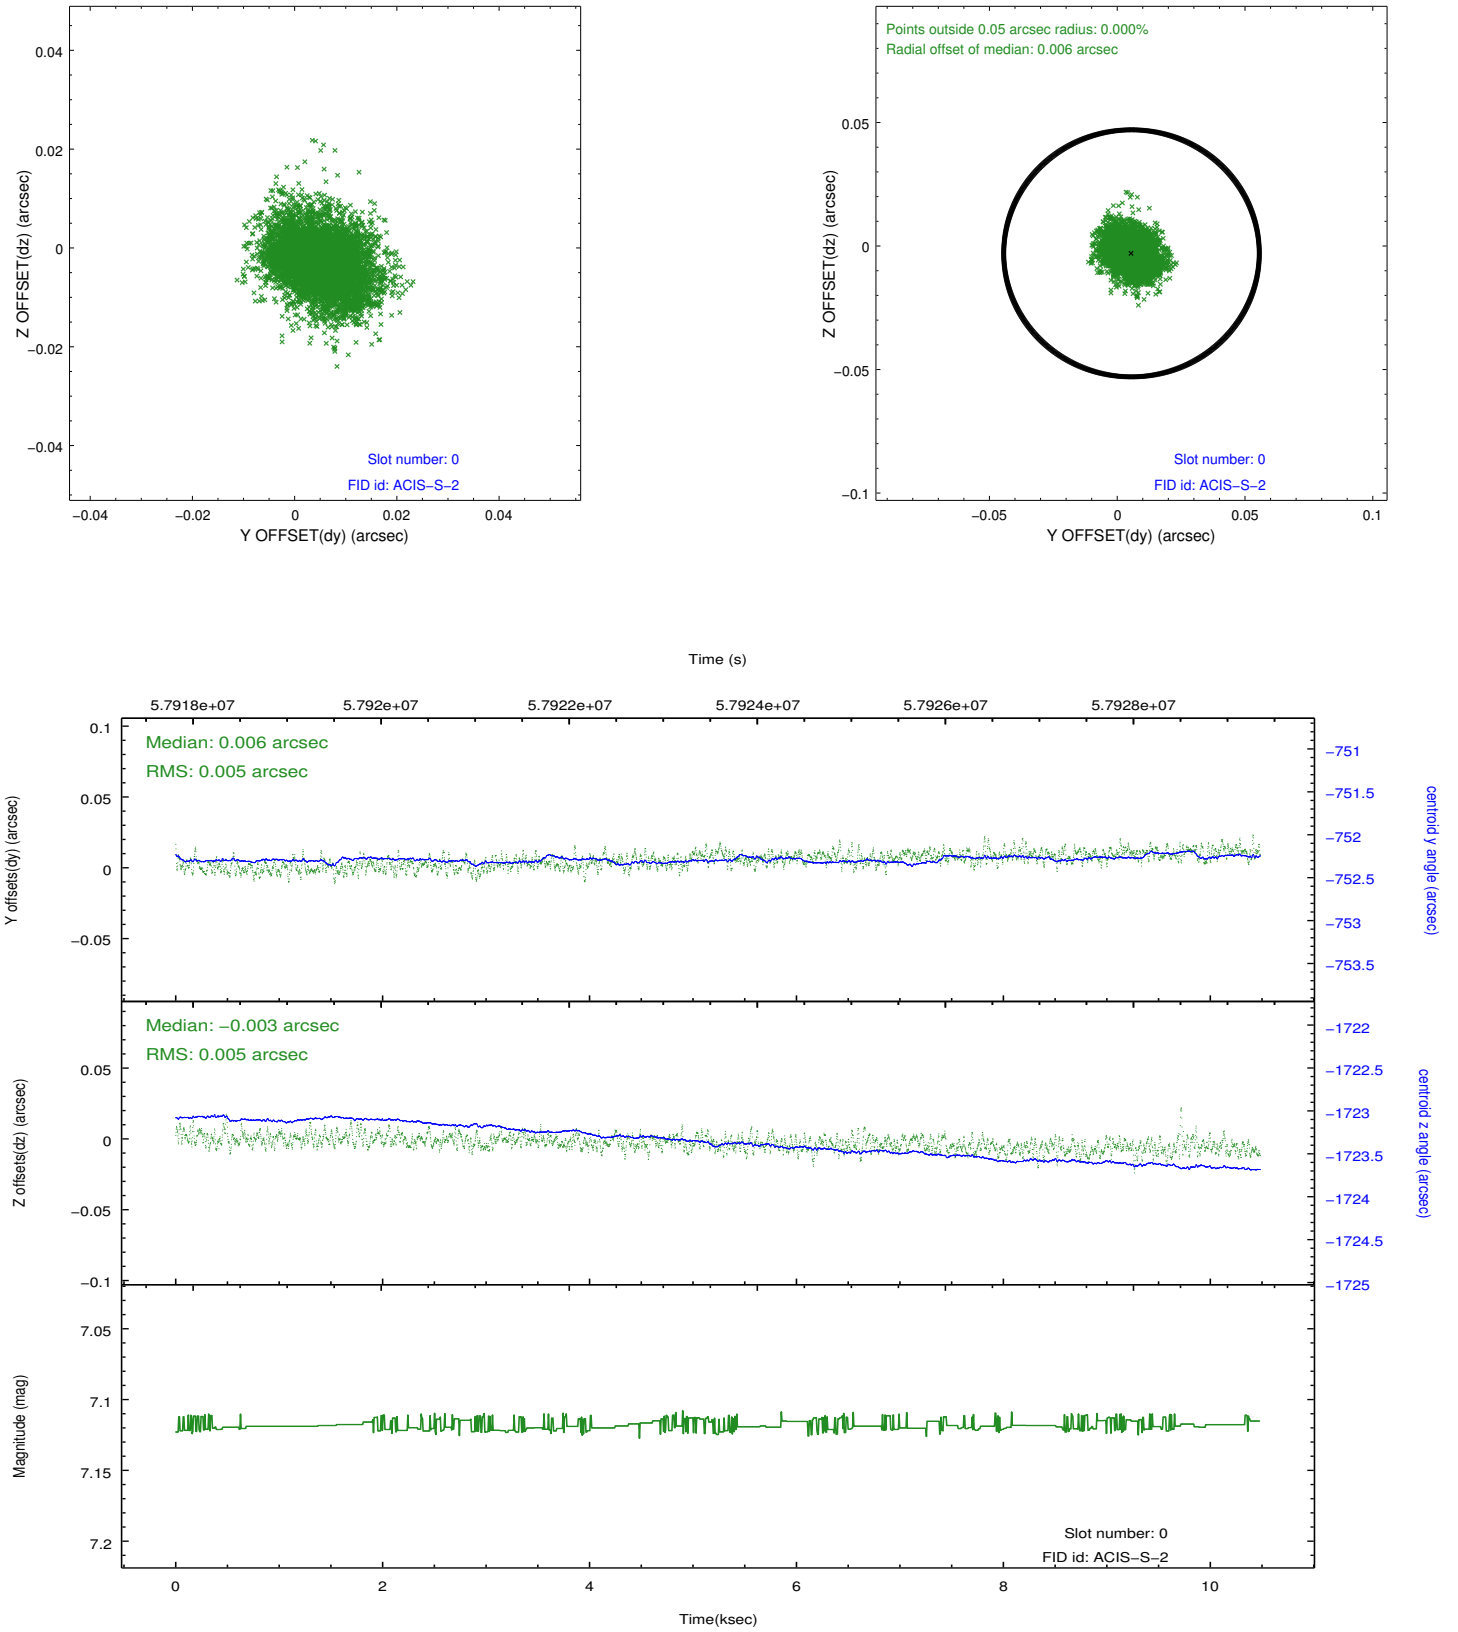 0.04
0.02
0
−0.02
−0.04
Z OFFSET(dz) (arcsec)
Slot number: 0
FID id: ACIS−S−2
−0.04 −0.02 0 0.02 0.04
Y OFFSET(dy) (arcsec)
Points outside 0.05 arcsec radius: 0.000%
Radial offset of median: 0.006 arcsec
0.05
0
−0.05
−0.1
Z OFFSET(dz) (arcsec)
Slot number: 0
FID id: ACIS−S−2
−0.05 0 0.05 0.1
Y OFFSET(dy) (arcsec)
Time (s)
5.7918e+07 5.792e+07 5.7922e+07 5.7924e+07 5.7926e+07 5.7928e+07
Median: 0.006 arcsec
RMS: 0.005 arcsec
0.1
0.05
0
−0.05
Y offsets(dy) (arcsec)
−751
−751.5
−752
−752.5
−753
−753.5
centroid y angle (arcsec)
Median: −0.003 arcsec
RMS: 0.005 arcsec
0.05
0
−0.05
−0.1
Z offsets(dz) (arcsec)
−1722
−1722.5
−1723
−1723.5
−1724
−1724.5
−1725
centroid z angle (arcsec)
7.05
7.1
7.15
7.2
Magnitude (mag)
Slot number: 0
FID id: ACIS−S−2
0 2 4 6 8 10
Time(ksec)